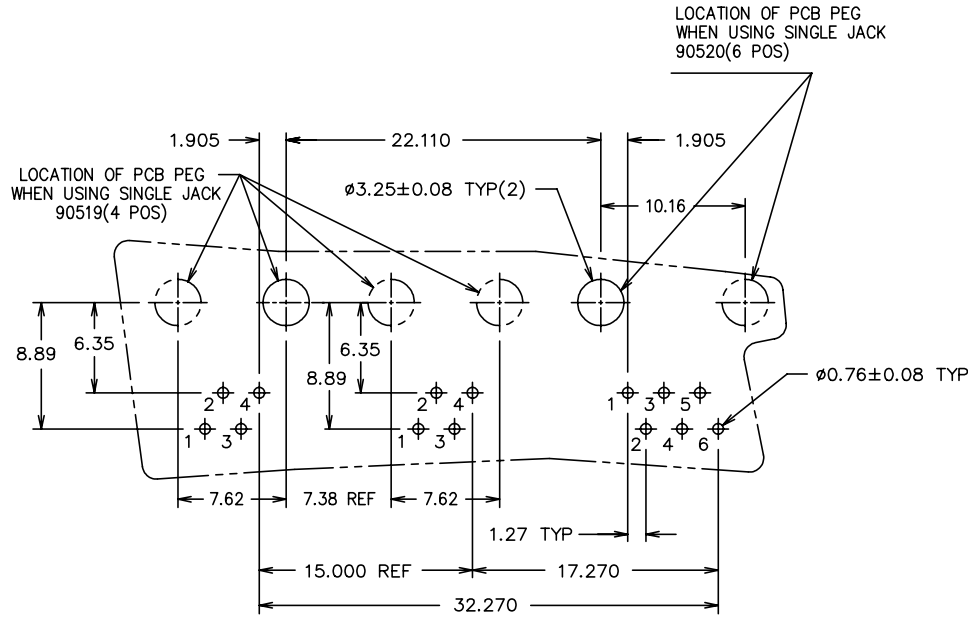 LOCATION OF PCB PEG
WHEN USING SINGLE JACK
90520(6 POS)
1.905
22.110
1.905
LOCATION OF PCB PEG
WHEN USING SINGLE JACK
90519(4 POS)
ø3.25±0.08 TYP(2)
10.16
8.89
6.35
8.89
6.35
ø0.76±0.08 TYP
2 4
2 4
1 3 5
1 3
1 3
2 4 6
7.62
7.38 REF
7.62
1.27 TYP
15.000 REF
17.270
32.270